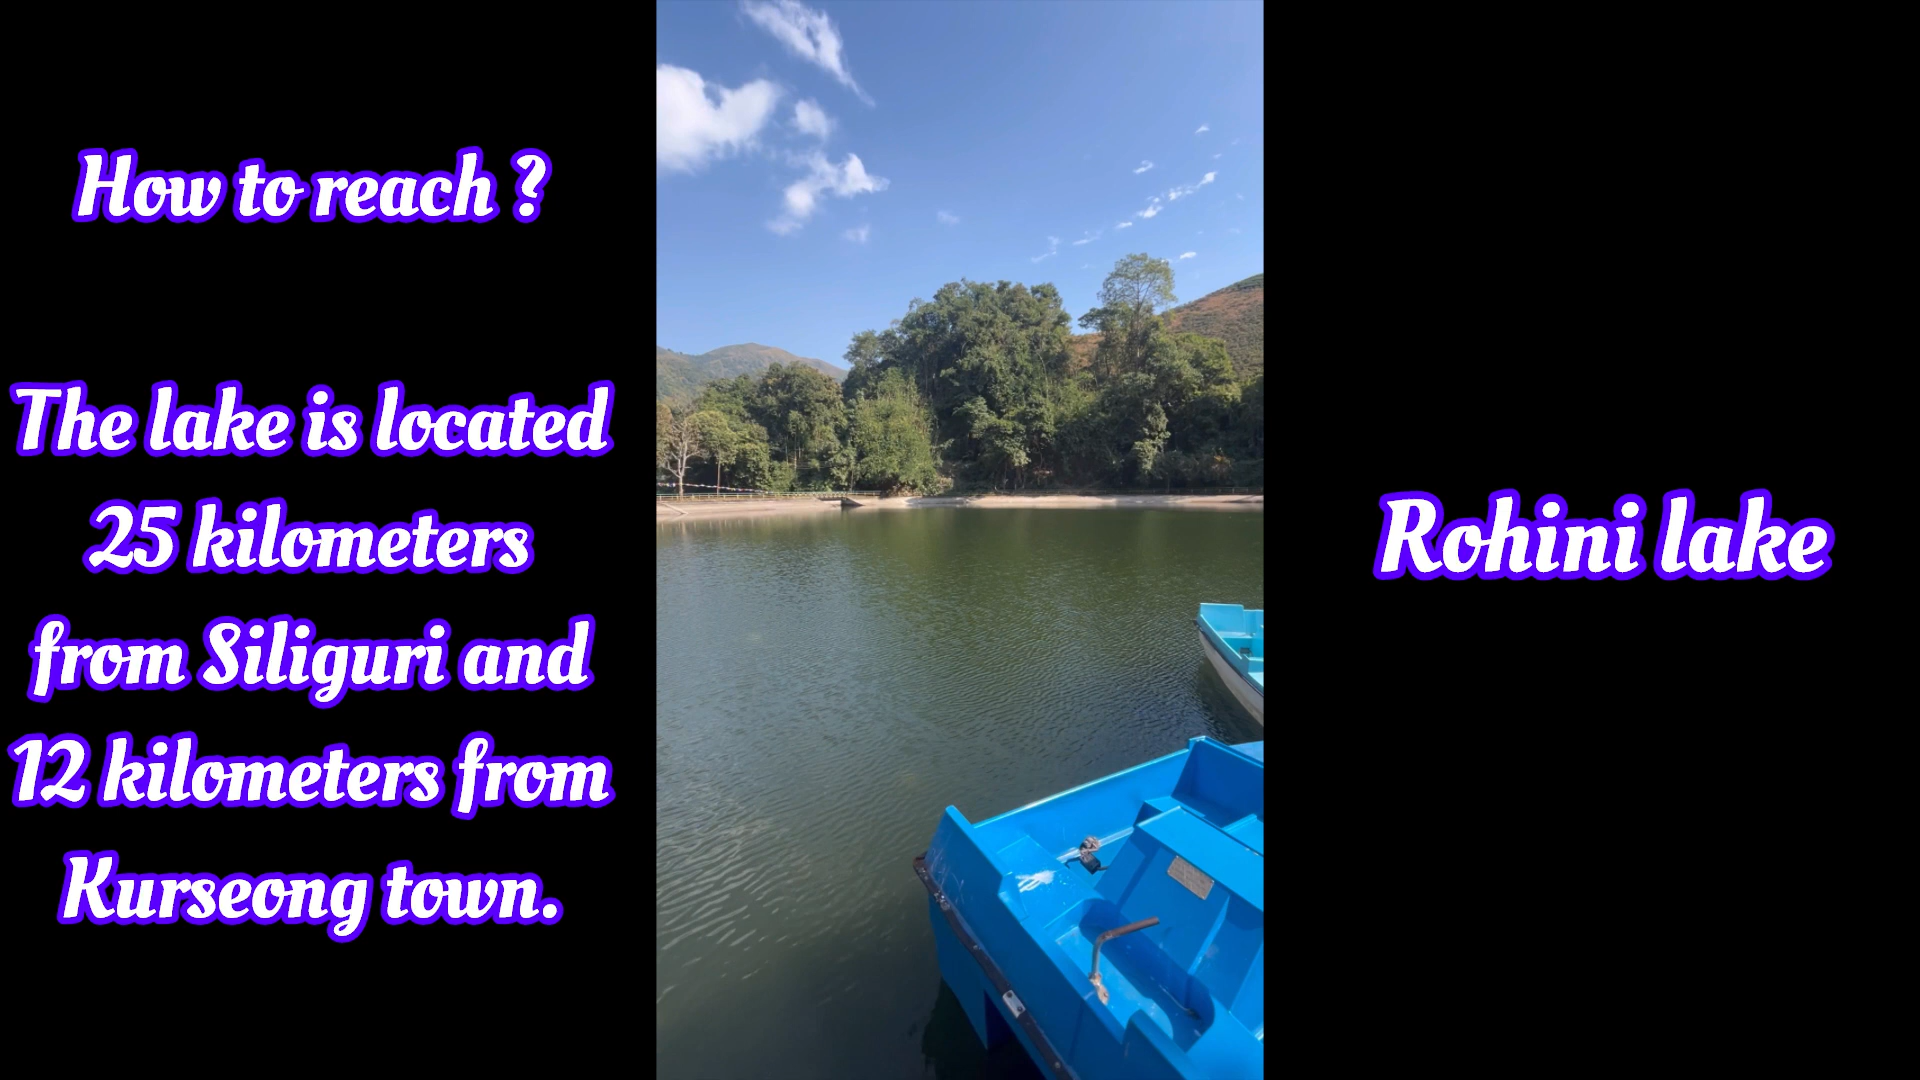 How to reach ?
The lake is located
25 kilometers
from Siliguri and
12 kilometers from
Kurseong town.
Rohini lake